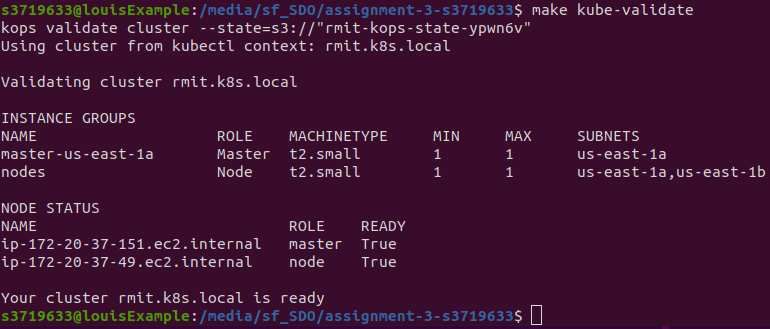 s3719633@louisExample:/media/sf_SDO/assignment-3-s3719633$ make kube-validate
kops validate cluster --state=s3://"rmit-kops-state-ypwn6v"
Using cluster from kubectl context: rmit.k8s.local
Validating cluster rmit.k8s.local
INSTANCE GROUPS
NAME ROLE MACHINETYPE MIN MAX SUBNETS
master-us-east-1a Master t2.small 1 1 us-east-1a
nodes Node t2.small 1 1 us-east-1a,us-east-1b
NODE STATUS
NAME ROLE READY
ip-172-20-37-151.ec2.internal master True
ip-172-20-37-49.ec2.internal node True
Your cluster rmit.k8s.local is ready
s3719633@louisExample:/media/sf_SDO/assignment-3-s3719633$